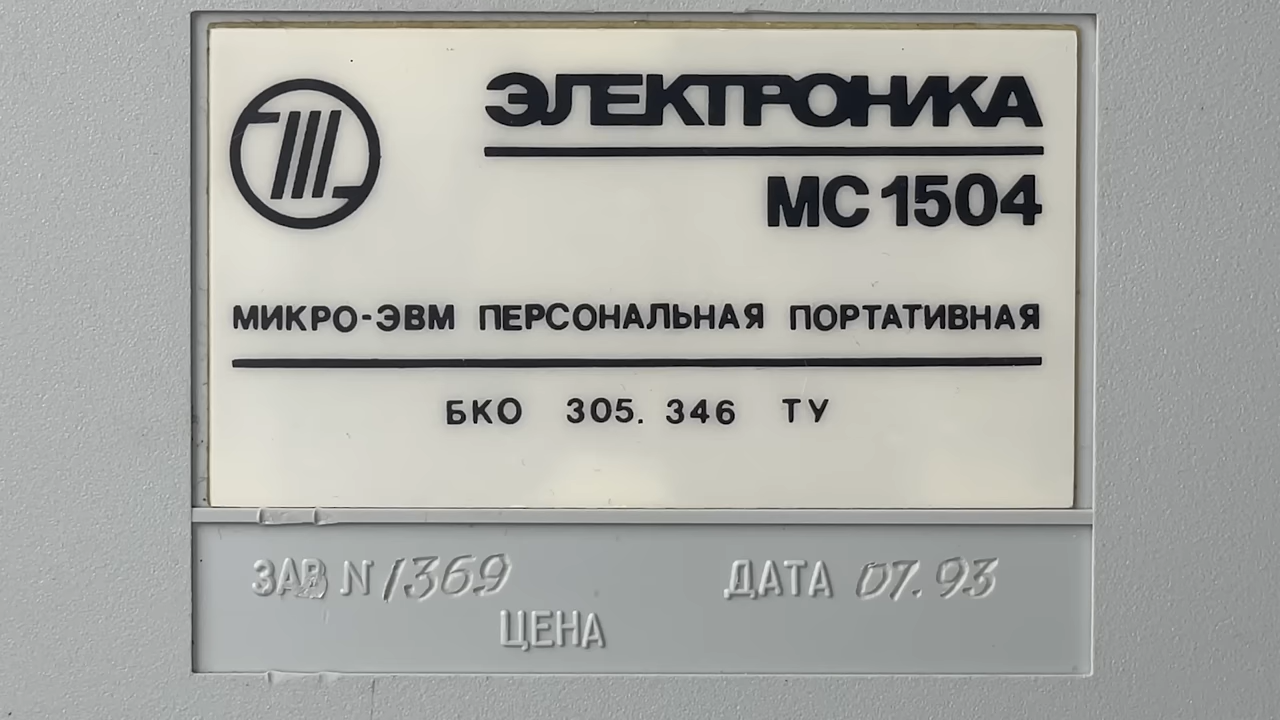 ЭЛЕКТРОНИКА
МС 1504
МИКРО-ЭВМ ПЕРСОНАЛЬНАЯ ПОРТАТИВНАЯ
БКО 305. 346 ТУ
ЗАВ N 1369 ДАТА 07.93
ЦЕНА